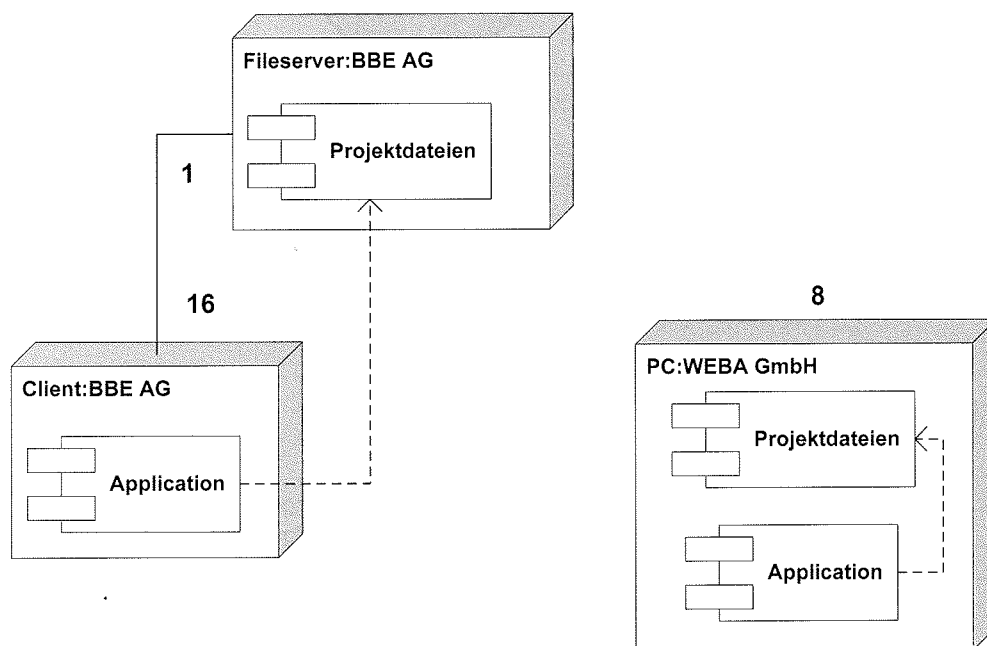 Fileserver:BBE AG
Projektdateien
1
16
8
Client:BBE AG
Application
PC:WEBA GmbH
Projektdateien
Application